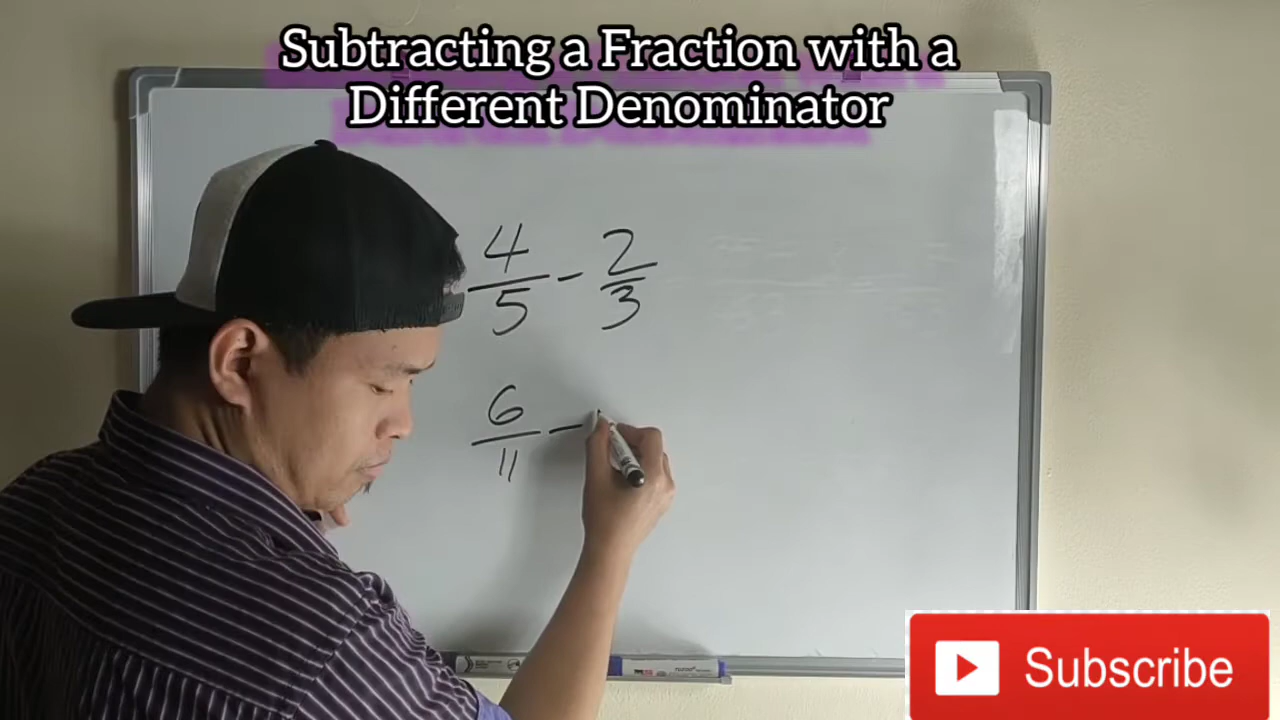 Subtracting a Fraction with a
Different Denominator
4/5 - 2/3
6/11 -
Subscribe